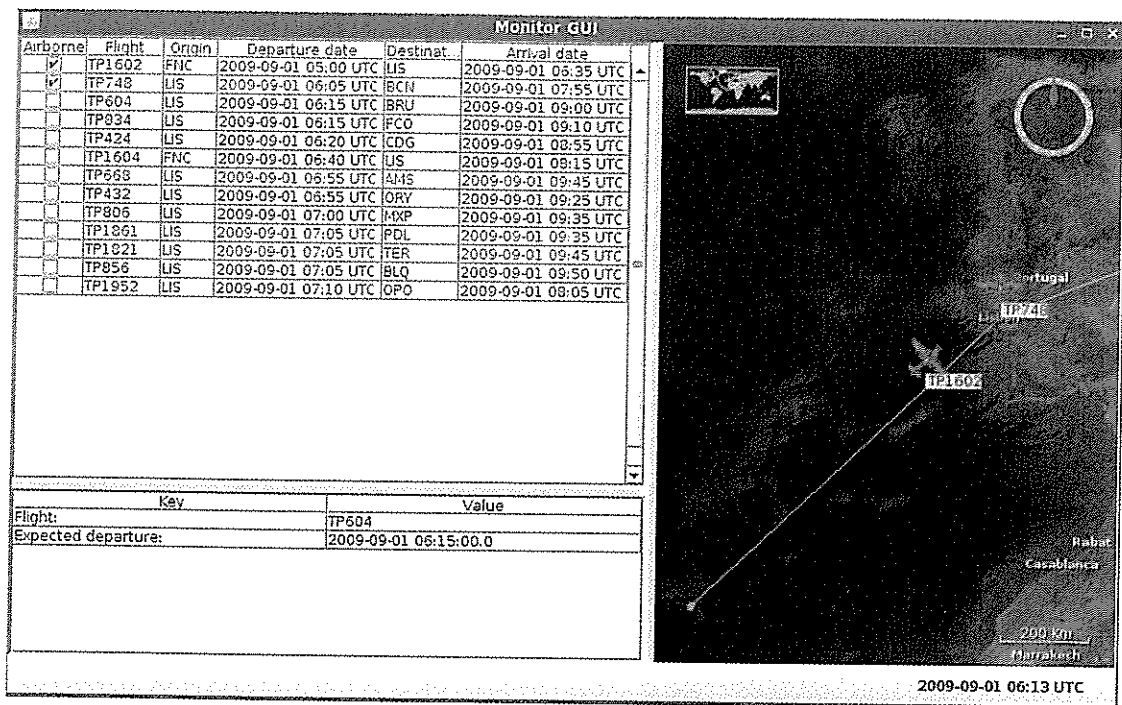 Monitor GUI
Airborne Flight Origin Departure date Destinat... Arrival date
TP1602 FNC 2009-09-01 05:00 UTC LIS 2009-09-01 06:35 UTC
TP748 LIS 2009-09-01 06:05 UTC BCN 2009-09-01 07:55 UTC
TP604 LIS 2009-09-01 06:15 UTC BRU 2009-09-01 09:00 UTC
TP834 LIS 2009-09-01 06:15 UTC FCO 2009-09-01 09:10 UTC
TP424 LIS 2009-09-01 06:20 UTC CDG 2009-09-01 08:55 UTC
TP1604 FNC 2009-09-01 06:40 UTC LIS 2009-09-01 08:15 UTC
TP668 LIS 2009-09-01 06:55 UTC AMS 2009-09-01 09:45 UTC
TP432 LIS 2009-09-01 06:55 UTC ORY 2009-09-01 09:25 UTC
TP806 LIS 2009-09-01 07:00 UTC MXP 2009-09-01 09:35 UTC
TP1861 LIS 2009-09-01 07:05 UTC PDL 2009-09-01 09:35 UTC
TP1821 LIS 2009-09-01 07:05 UTC TER 2009-09-01 09:45 UTC
TP856 LIS 2009-09-01 07:05 UTC BLQ 2009-09-01 09:50 UTC
TP1952 LIS 2009-09-01 07:10 UTC OPO 2009-09-01 08:05 UTC
Key Value
Flight: TP604
Expected departure: 2009-09-01 06:15:00.0
rtugal
TP748
TP1602
Rabat
Casablanca
200 Km
Marrakech
2009-09-01 06:13 UTC